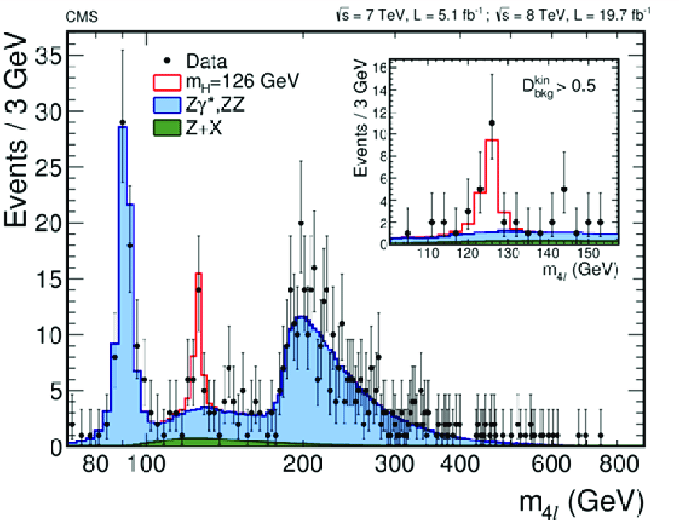 CMS
√s = 7 TeV, L = 5.1 fb⁻¹ ; √s = 8 TeV, L = 19.7 fb⁻¹
Events / 3 GeV
35
30
25
20
15
10
5
0
Data
m_H=126 GeV
Zγ*,ZZ
Z+X
Events / 3 GeV
16
14
12
10
8
6
4
2
0
D^kin_bkg > 0.5
110 120 130 140 150
m_4l (GeV)
80 100 200 300 400 600 800
m_4l (GeV)